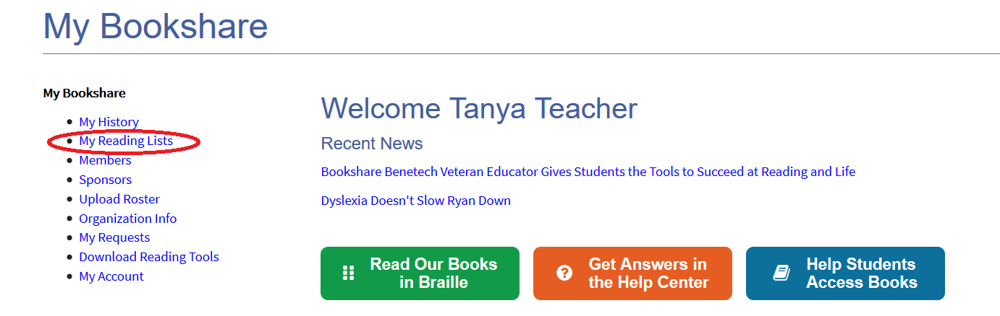 My Bookshare
My Bookshare
My History
My Reading Lists
Members
Sponsors
Upload Roster
Organization Info
My Requests
Download Reading Tools
My Account
Welcome Tanya Teacher
Recent News
Bookshare Benetech Veteran Educator Gives Students the Tools to Succeed at Reading and Life
Dyslexia Doesn't Slow Ryan Down
Read Our Books
in Braille
Get Answers in
the Help Center
Help Students
Access Books